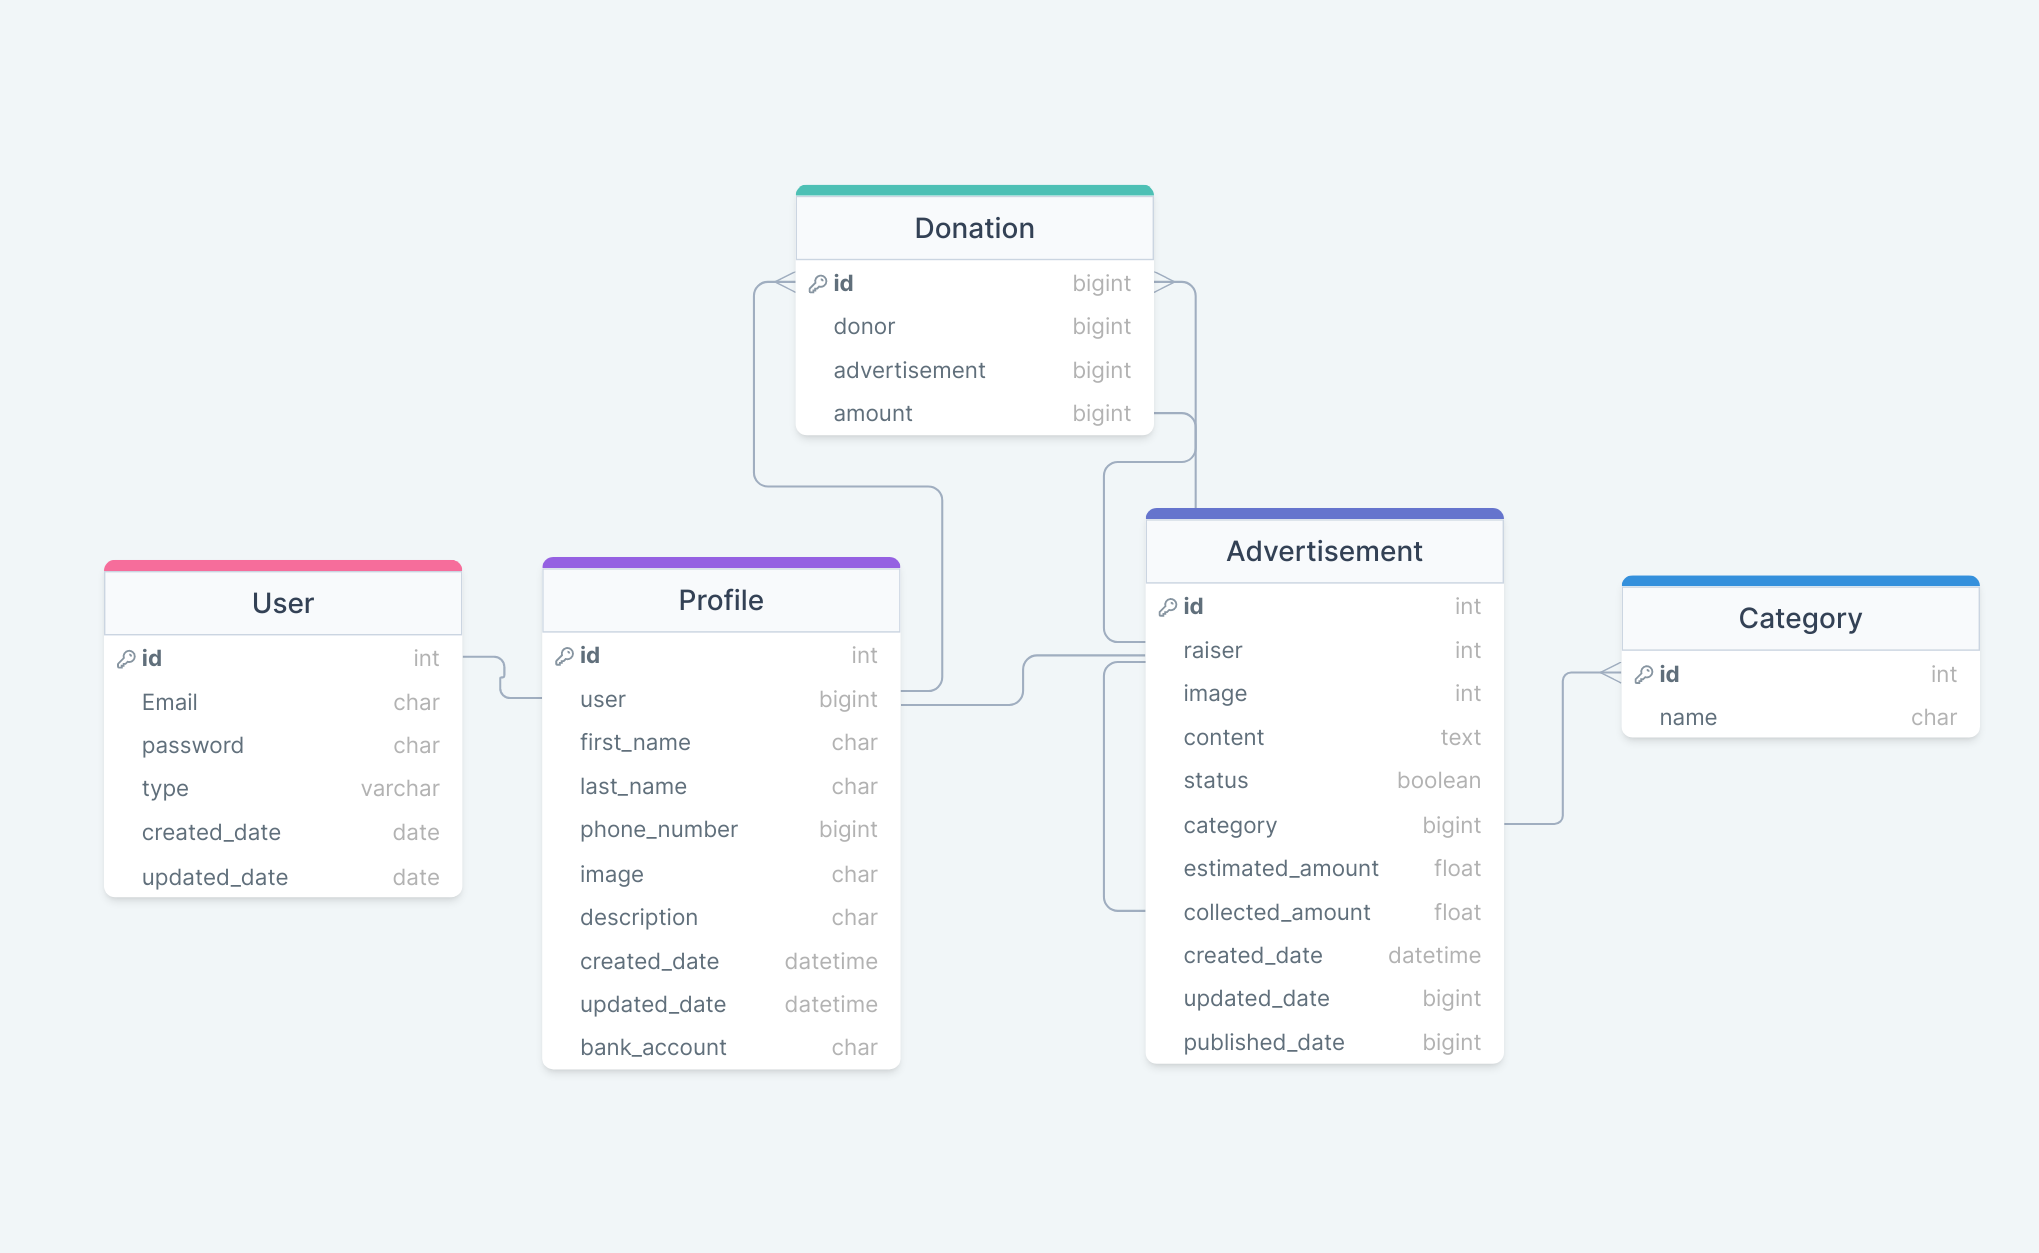 Donation
id bigint
donor bigint
advertisement bigint
amount bigint
User
id int
Email char
password char
type varchar
created_date date
updated_date date
Profile
id int
user bigint
first_name char
last_name char
phone_number bigint
image char
description char
created_date datetime
updated_date datetime
bank_account char
Advertisement
id int
raiser int
image int
content text
status boolean
category bigint
estimated_amount float
collected_amount float
created_date datetime
updated_date bigint
published_date bigint
Category
id int
name char